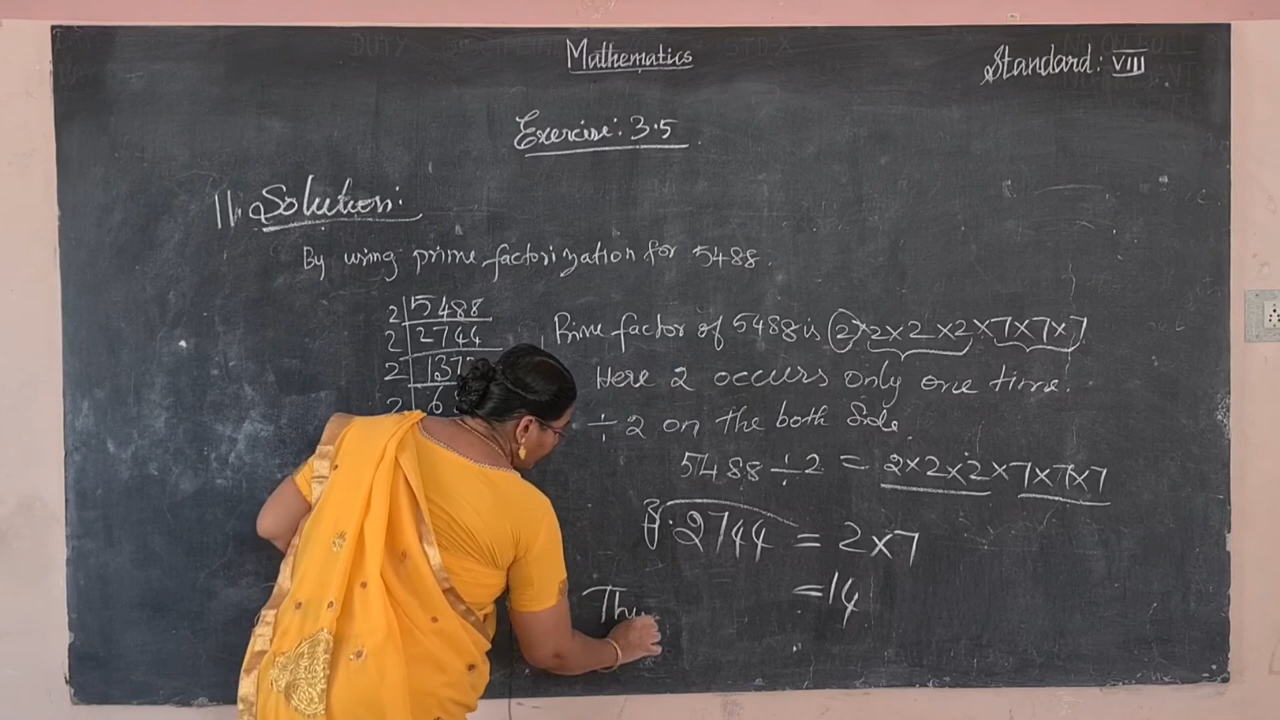 Mathematics
Standard: VIII
Exercise: 3.5
11. Solution:
By using prime factorization for 5488.
2 | 5488
2 | 2744
2 | 137
2 | 6
Prime factor of 5488 is 2×2×2×2×7×7×7
Here 2 occurs only one time.
÷2 on the both side
5488÷2 = 2×2×2×7×7×7
∛2744 = 2×7
=14